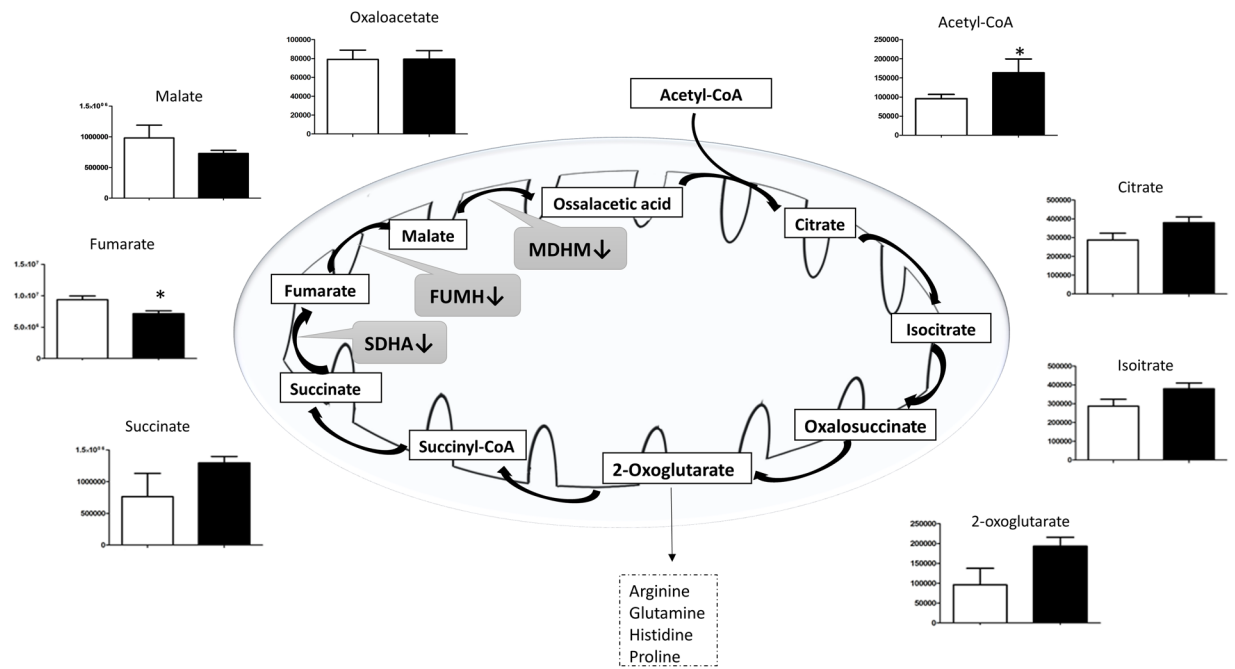 Oxaloacetate
100000
80000
60000
40000
20000
0
Acetyl-CoA
250000
200000
150000
100000
50000
0
*
Malate
1000000
500000
0
Acetyl-CoA
Citrate
500000
400000
300000
200000
100000
0
Fumarate
0
*
Ossalacetic acid
Malate
MDHM↓
Citrate
Fumarate
FUMH↓
SDHA↓
Isocitrate
Isoitrate
500000
400000
300000
200000
100000
0
Succinate
Oxalosuccinate
Succinate
1000000
500000
0
Succinyl-CoA
2-Oxoglutarate
2-oxoglutarate
250000
200000
150000
100000
50000
0
Arginine
Glutamine
Histidine
Proline